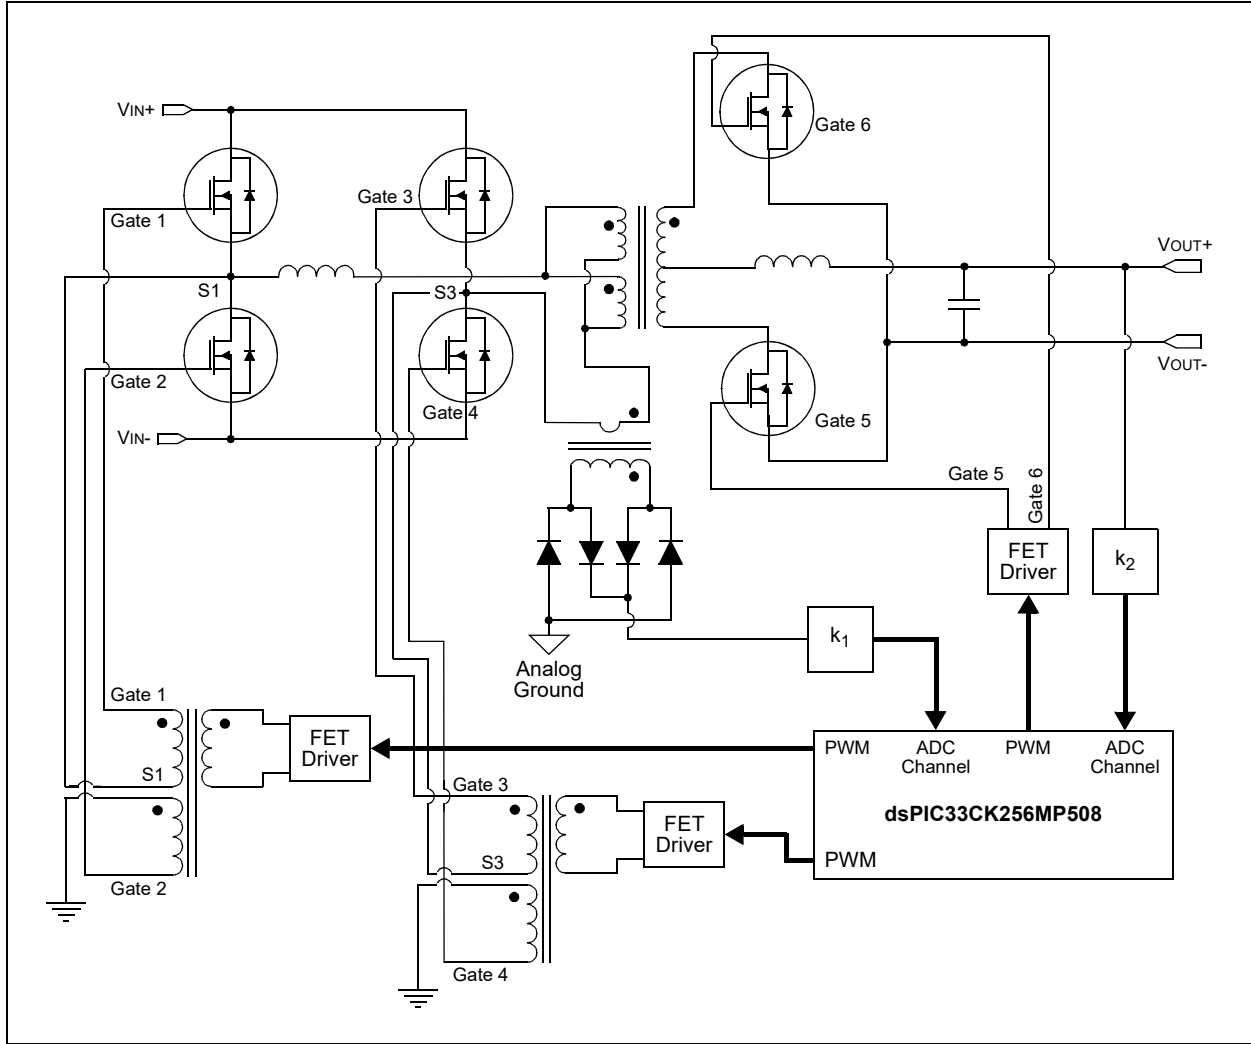 VIN+
Gate 1
Gate 3
Gate 6
S1
S3
VOUT+
Gate 2
Gate 4
VOUT-
Gate 5
VIN-
Gate 5
Gate 6
FET
Driver
k2
k1
Analog
Ground
Gate 1
S1
Gate 2
FET
Driver
PWM
ADC
Channel
PWM
ADC
Channel
dsPIC33CK256MP508
PWM
Gate 3
S3
Gate 4
FET
Driver